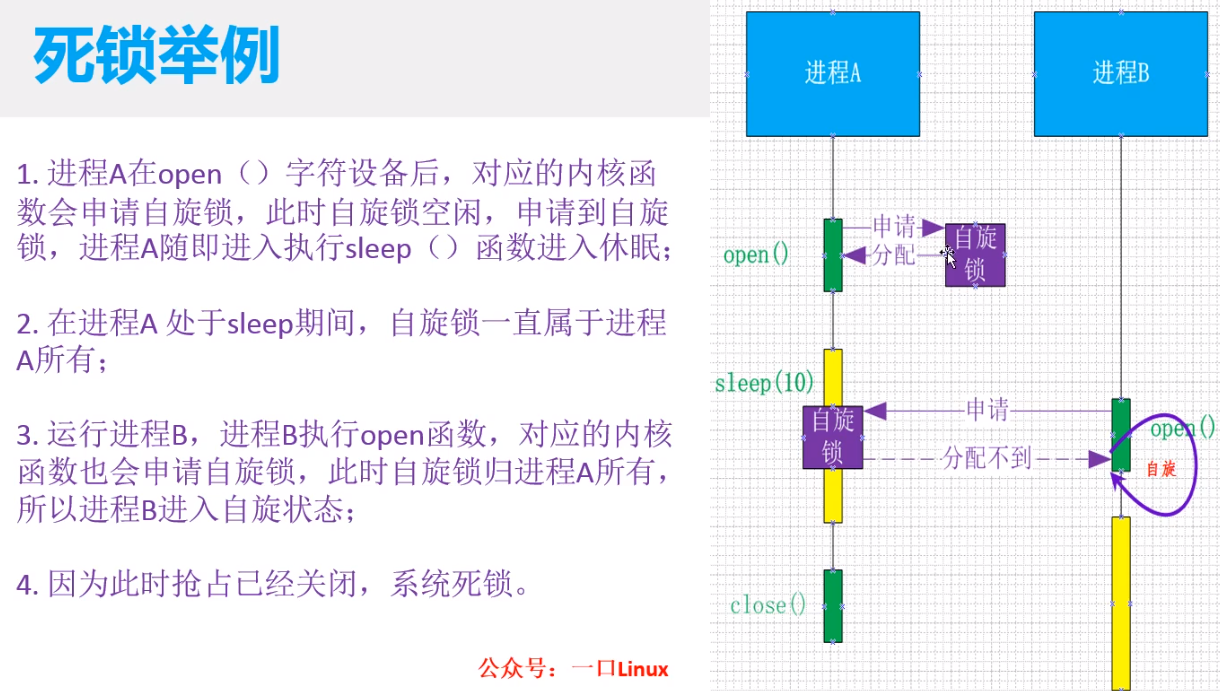 死锁举例
1. 进程A在open（）字符设备后，对应的内核函
数会申请自旋锁，此时自旋锁空闲，申请到自旋
锁，进程A随即进入执行sleep（）函数进入休眠；
2. 在进程A 处于sleep期间，自旋锁一直属于进程
A所有；
3. 运行进程B，进程B执行open函数，对应的内核
函数也会申请自旋锁，此时自旋锁归进程A所有，
所以进程B进入自旋状态；
4. 因为此时抢占已经关闭，系统死锁。
公众号：一口Linux
进程A
进程B
申请
分配
自旋
锁
open()
sleep(10)
自旋
锁
申请
分配不到
open()
自旋
close()